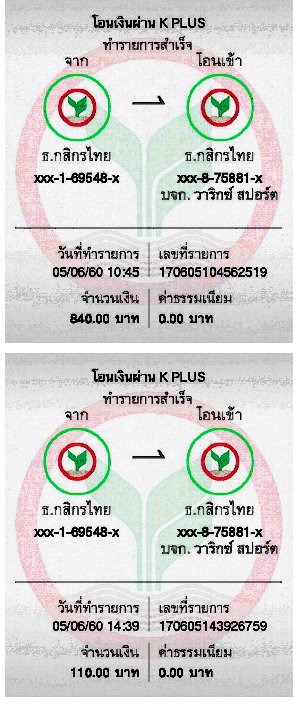 โอนเงินผ่าน K PLUS
ทำรายการสำเร็จ
จาก โอนเข้า
ธ.กสิกรไทย ธ.กสิกรไทย
xxx-1-69548-x xxx-8-75881-x
บจก. วาริกซ์ สปอร์ต
วันที่ทำรายการ เลขที่รายการ
05/06/60 10:45 170605104562519
จำนวนเงิน ค่าธรรมเนียม
840.00 บาท 0.00 บาท
โอนเงินผ่าน K PLUS
ทำรายการสำเร็จ
จาก โอนเข้า
ธ.กสิกรไทย ธ.กสิกรไทย
xxx-1-69548-x xxx-8-75881-x
บจก. วาริกซ์ สปอร์ต
วันที่ทำรายการ เลขที่รายการ
05/06/60 14:39 170605143926759
จำนวนเงิน ค่าธรรมเนียม
110.00 บาท 0.00 บาท